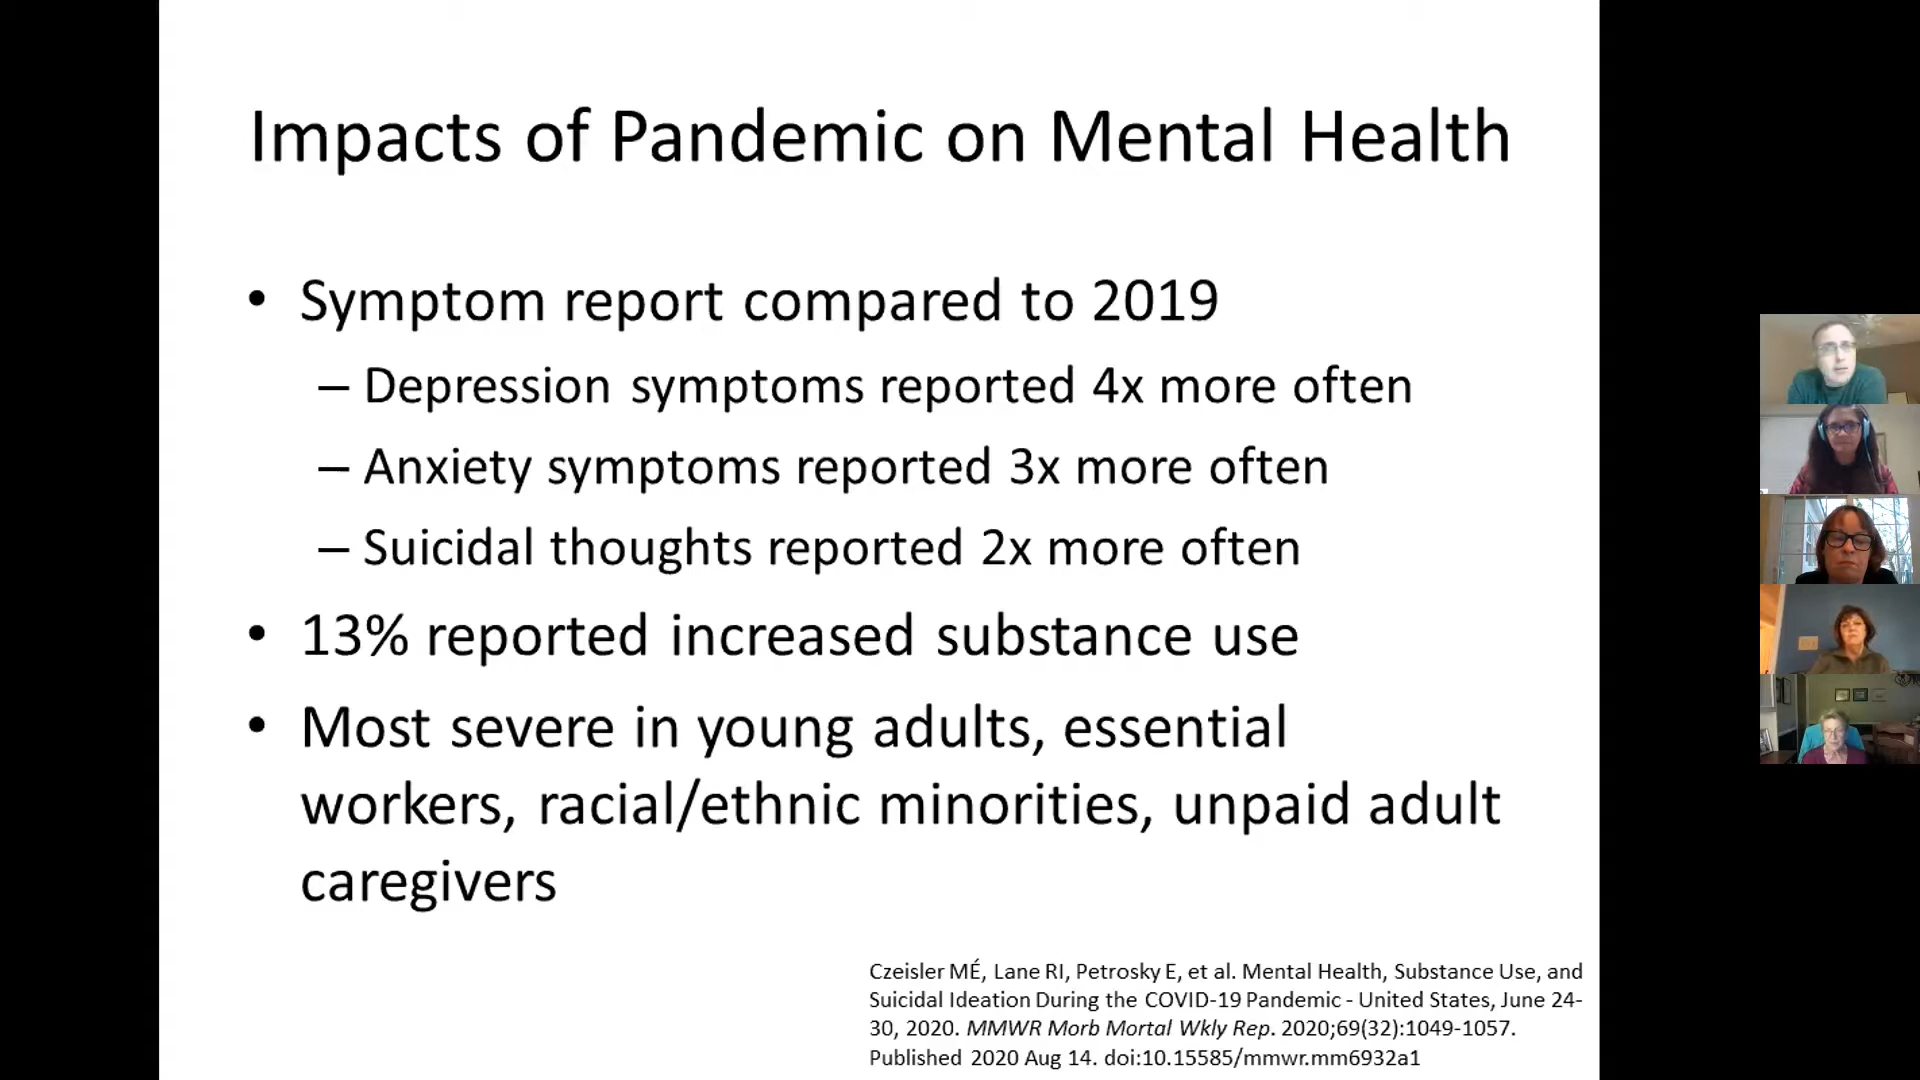 Impacts of Pandemic on Mental Health
• Symptom report compared to 2019
– Depression symptoms reported 4x more often
– Anxiety symptoms reported 3x more often
– Suicidal thoughts reported 2x more often
• 13% reported increased substance use
• Most severe in young adults, essential
workers, racial/ethnic minorities, unpaid adult
caregivers
Czeisler MÉ, Lane RI, Petrosky E, et al. Mental Health, Substance Use, and
Suicidal Ideation During the COVID-19 Pandemic - United States, June 24-
30, 2020. MMWR Morb Mortal Wkly Rep. 2020;69(32):1049-1057.
Published 2020 Aug 14. doi:10.15585/mmwr.mm6932a1